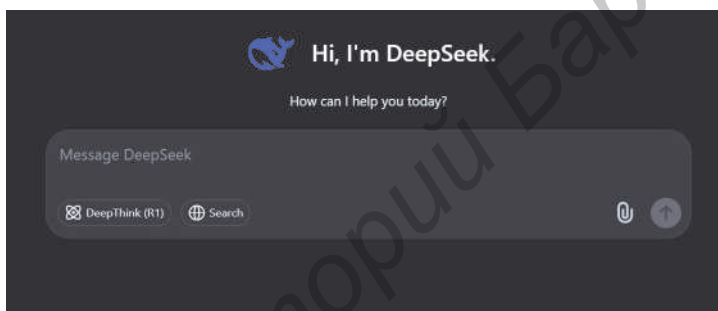 Hi, I'm DeepSeek.
How can I help you today?
Message DeepSeek
DeepThink (R1) Search